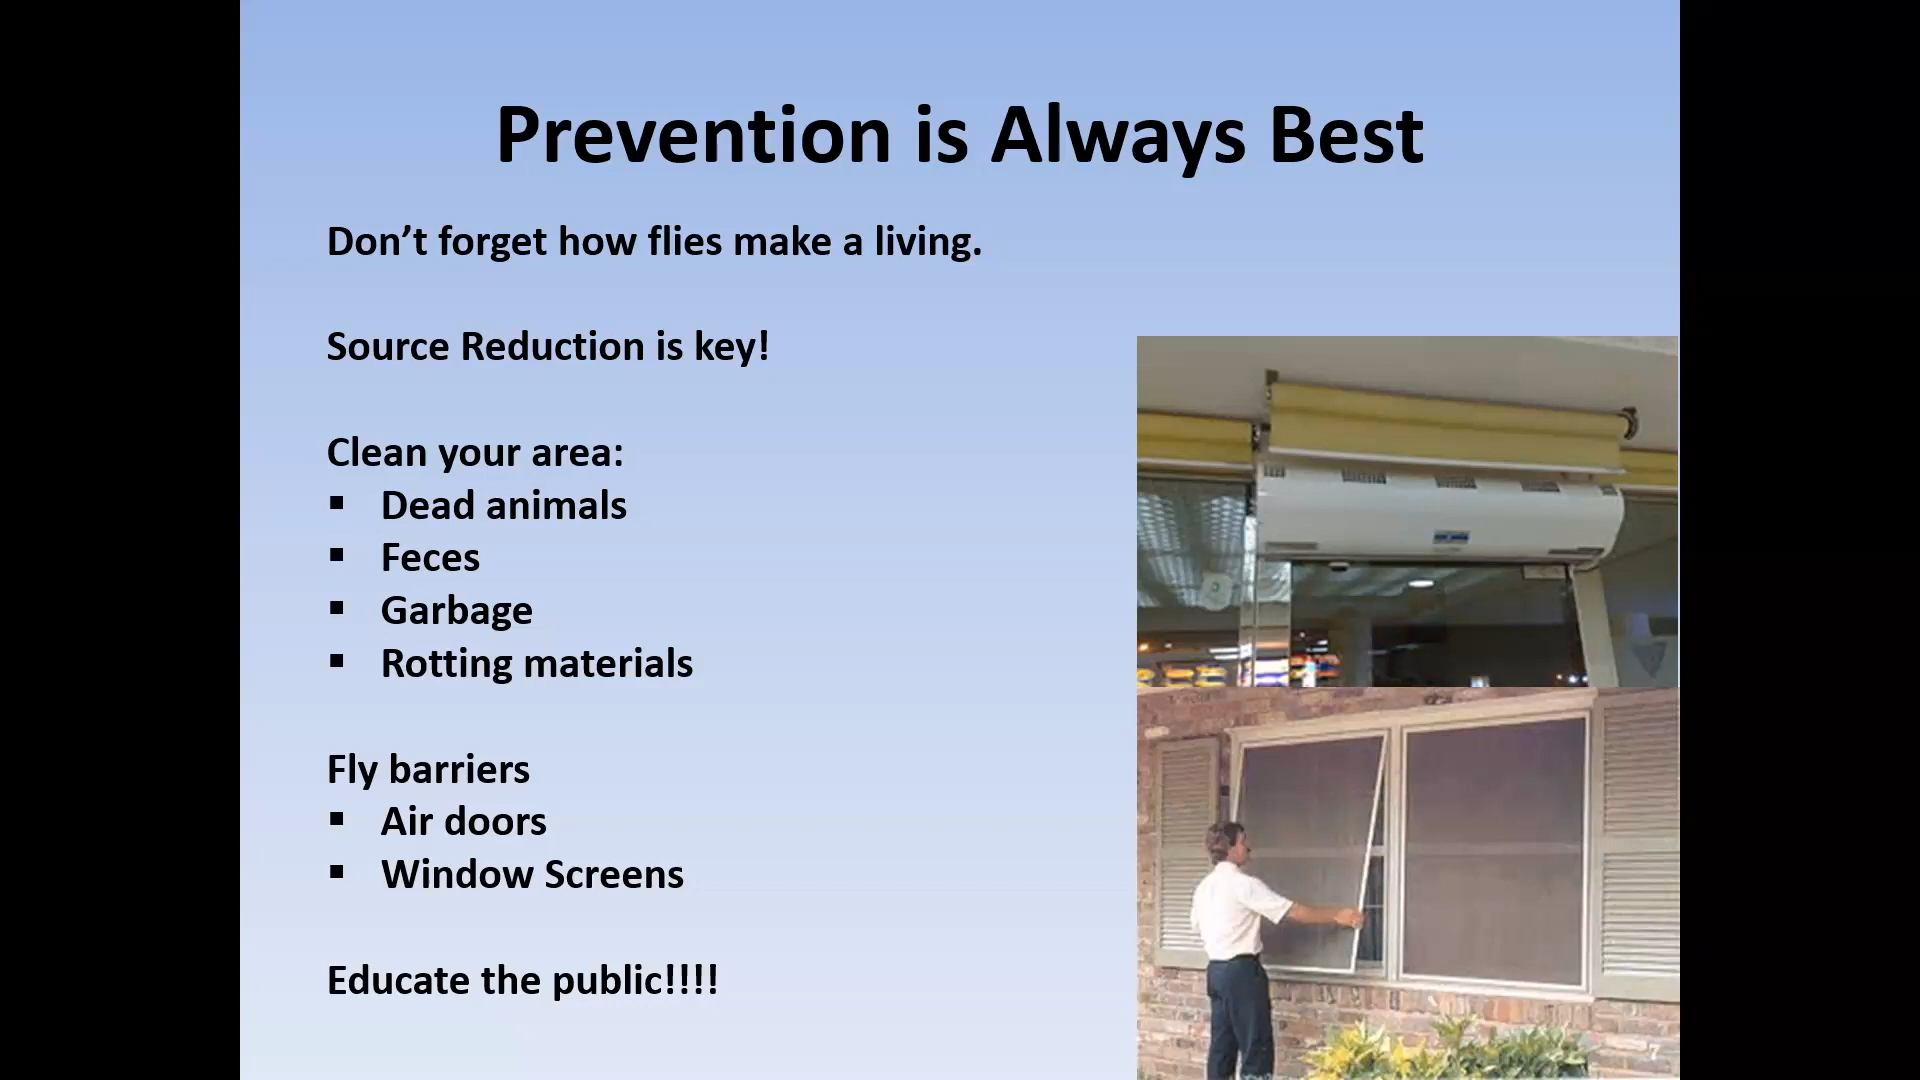 Prevention is Always Best
Don’t forget how flies make a living.
Source Reduction is key!
Clean your area:
▪ Dead animals
▪ Feces
▪ Garbage
▪ Rotting materials
Fly barriers
▪ Air doors
▪ Window Screens
Educate the public!!!!
7